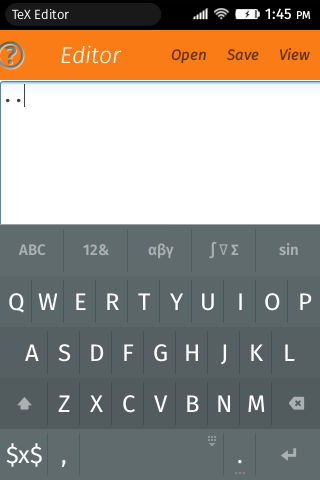 TeX Editor 1:45 PM
? Editor Open Save View
..
ABC 12& αβγ ∫∇Σ sin
Q W E R T Y U I O P
A S D F G H J K L
Z X C V B N M
$x$ , .